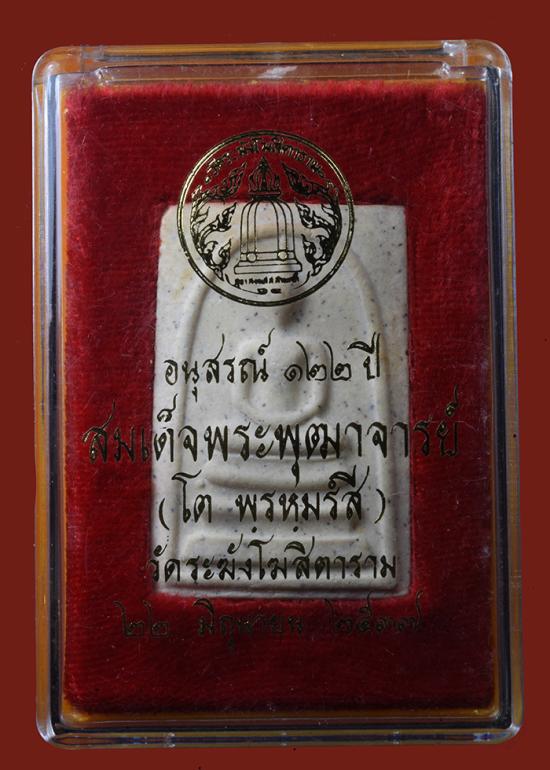 อนุสรณ์ ๑๒๒ ปี
สมเด็จพระพุฒาจารย์
(โต พฺรหฺมรํสี)
วัดระฆังโฆสิตาราม
๒๒ มิถุนายน ๒๕๓๗